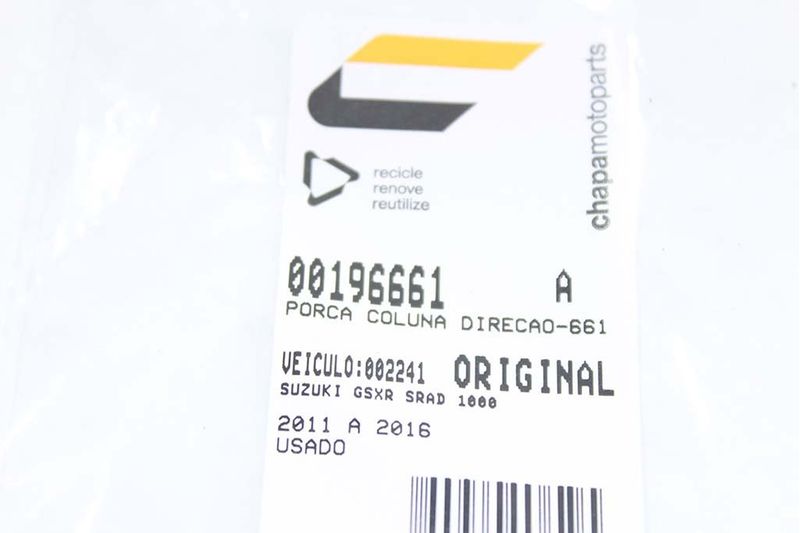 chapamotoparts
recicle
renove
reutilize
00196661 A
PORCA COLUNA DIRECAO-661
VEICULO:002241 ORIGINAL
SUZUKI GSXR SRAD 1000
2011 A 2016
USADO